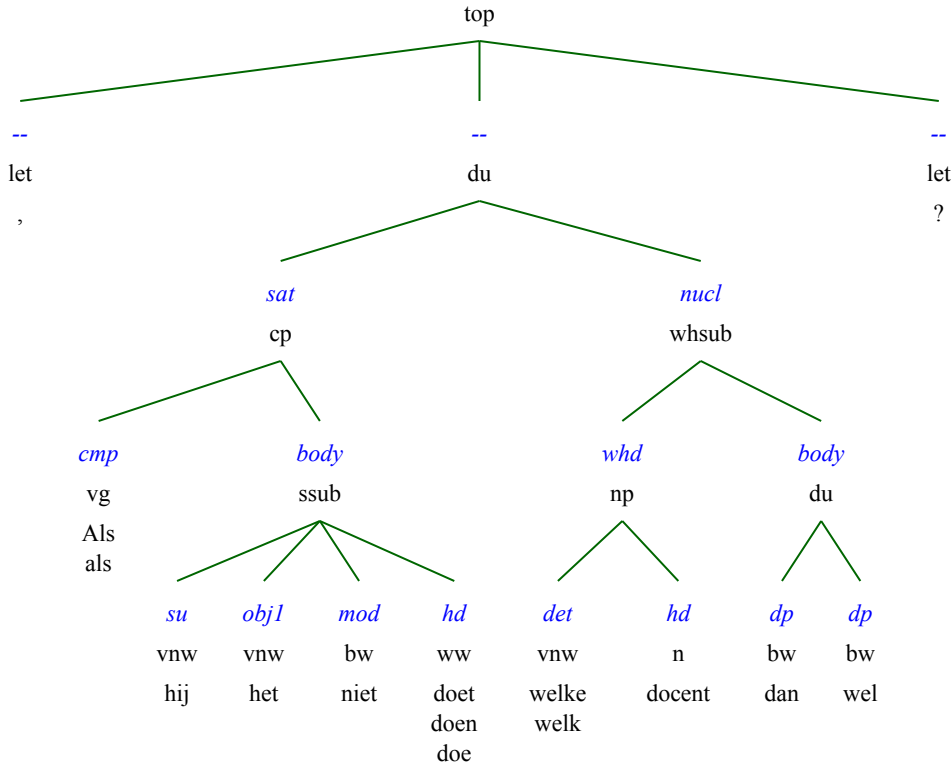 top
-- -- --
let du let
, ?
sat nucl
cp whsub
cmp body whd body
vg ssub np du
Als
als
su obj1 mod hd det hd dp dp
vnw vnw bw ww vnw n bw bw
hij het niet doet welke docent dan wel
doen welk
doe